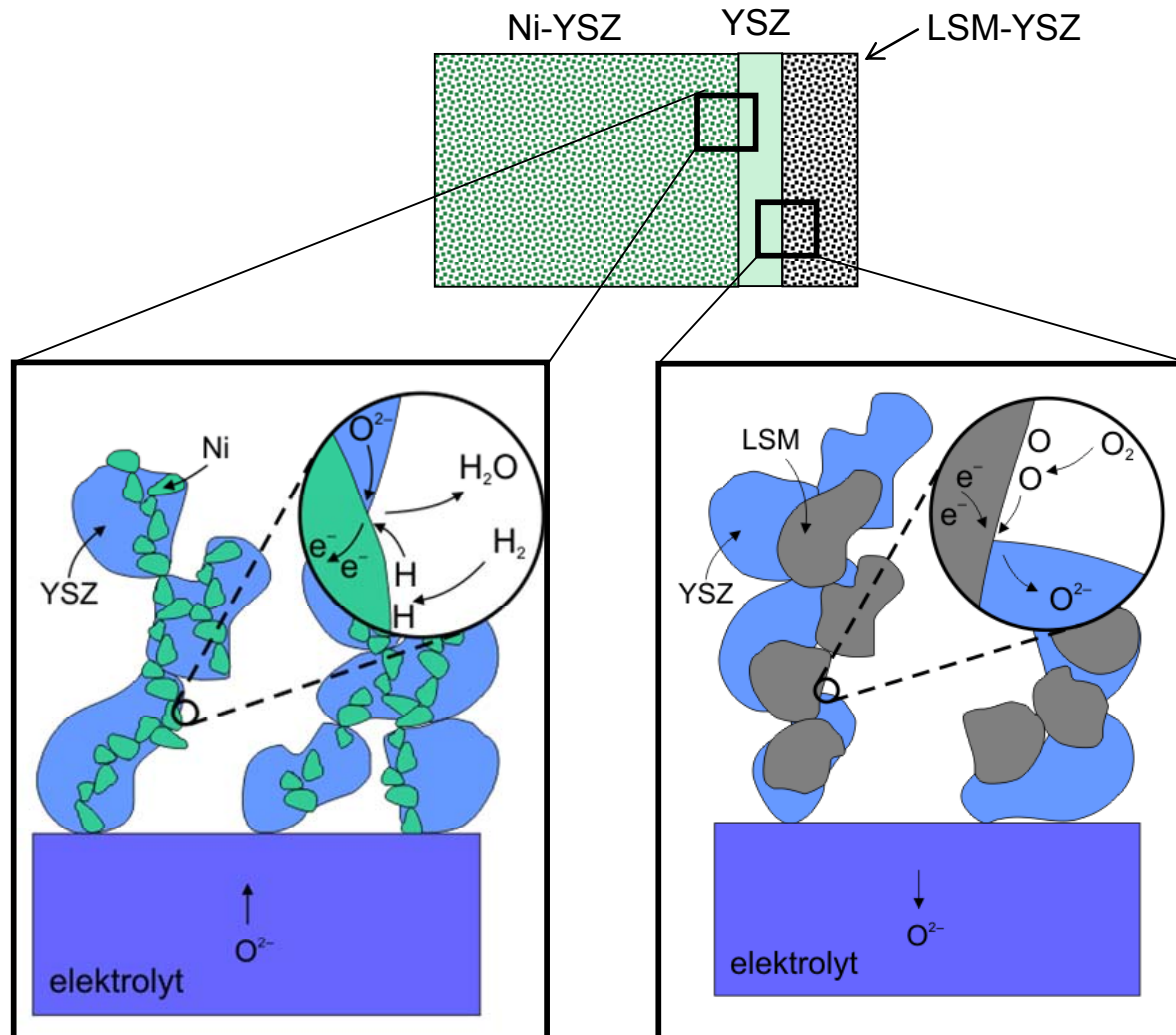 Ni-YSZ
YSZ
LSM-YSZ
Ni
YSZ
O²⁻
H₂O
e⁻
e⁻
H
H₂
H
O²⁻
elektrolyt
LSM
YSZ
O
O₂
O
e⁻
e⁻
O²⁻
O²⁻
elektrolyt